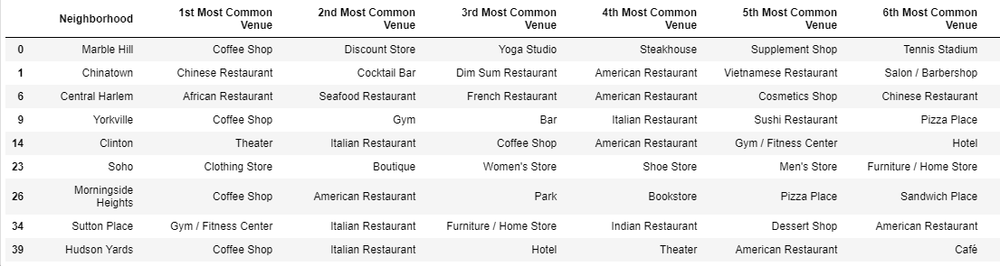 Neighborhood 1st Most Common Venue 2nd Most Common Venue 3rd Most Common Venue 4th Most Common Venue 5th Most Common Venue 6th Most Common Venue
0 Marble Hill Coffee Shop Discount Store Yoga Studio Steakhouse Supplement Shop Tennis Stadium
1 Chinatown Chinese Restaurant Cocktail Bar Dim Sum Restaurant American Restaurant Vietnamese Restaurant Salon / Barbershop
6 Central Harlem African Restaurant Seafood Restaurant French Restaurant American Restaurant Cosmetics Shop Chinese Restaurant
9 Yorkville Coffee Shop Gym Bar Italian Restaurant Sushi Restaurant Pizza Place
14 Clinton Theater Italian Restaurant Coffee Shop American Restaurant Gym / Fitness Center Hotel
23 Soho Clothing Store Boutique Women's Store Shoe Store Men's Store Furniture / Home Store
26 Morningside Heights Coffee Shop American Restaurant Park Bookstore Pizza Place Sandwich Place
34 Sutton Place Gym / Fitness Center Italian Restaurant Furniture / Home Store Indian Restaurant Dessert Shop American Restaurant
39 Hudson Yards Coffee Shop Italian Restaurant Hotel Theater American Restaurant Café